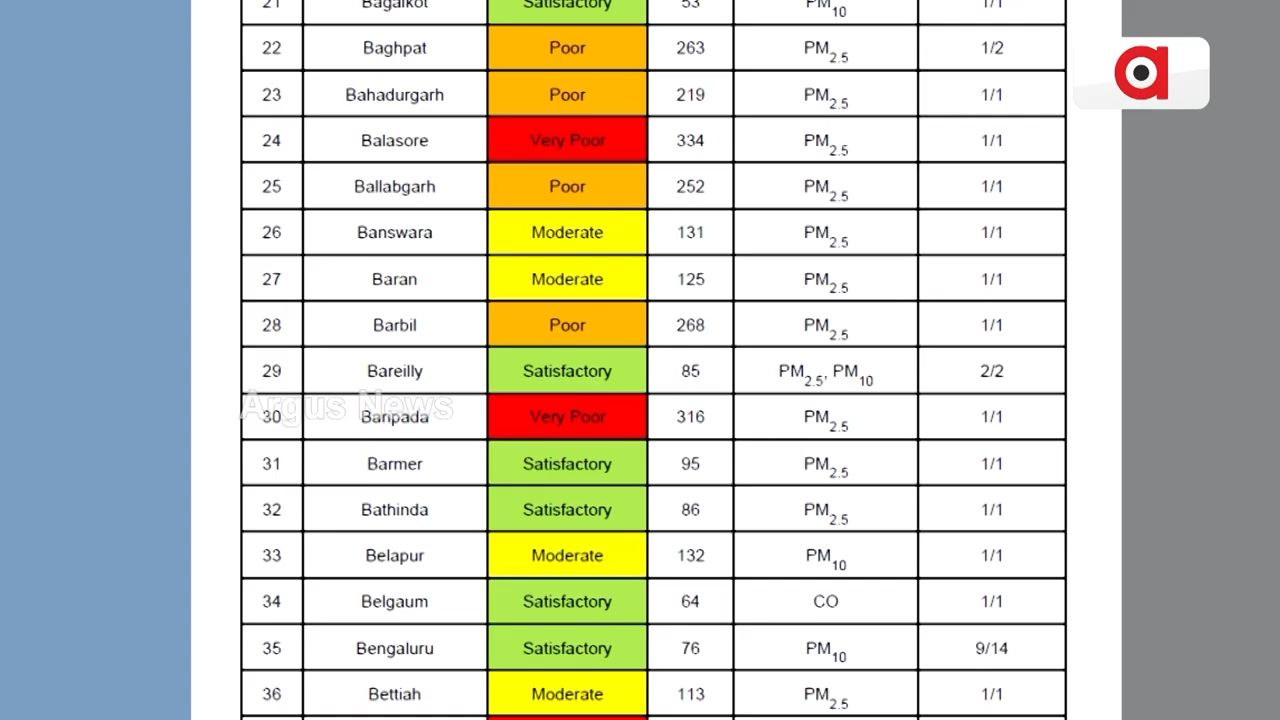 21 Bagalkot Satisfactory 53 PM10 1/1
22 Baghpat Poor 263 PM2.5 1/2
23 Bahadurgarh Poor 219 PM2.5 1/1
24 Balasore Very Poor 334 PM2.5 1/1
25 Ballabgarh Poor 252 PM2.5 1/1
26 Banswara Moderate 131 PM2.5 1/1
27 Baran Moderate 125 PM2.5 1/1
28 Barbil Poor 268 PM2.5 1/1
29 Bareilly Satisfactory 85 PM2.5, PM10 2/2
Argus News
30 Baripada Very Poor 316 PM2.5 1/1
31 Barmer Satisfactory 95 PM2.5 1/1
32 Bathinda Satisfactory 86 PM2.5 1/1
33 Belapur Moderate 132 PM10 1/1
34 Belgaum Satisfactory 64 CO 1/1
35 Bengaluru Satisfactory 76 PM10 9/14
36 Bettiah Moderate 113 PM2.5 1/1
a